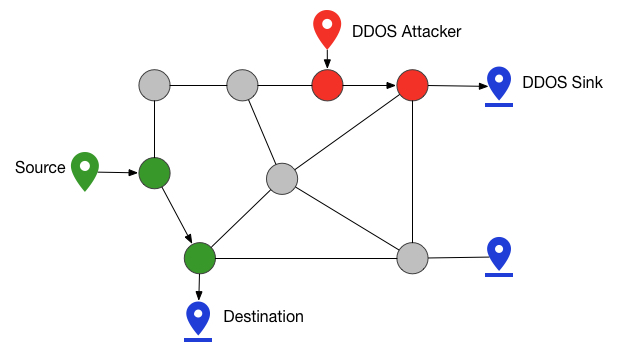 DDOS Attacker
DDOS Sink
Source
Destination